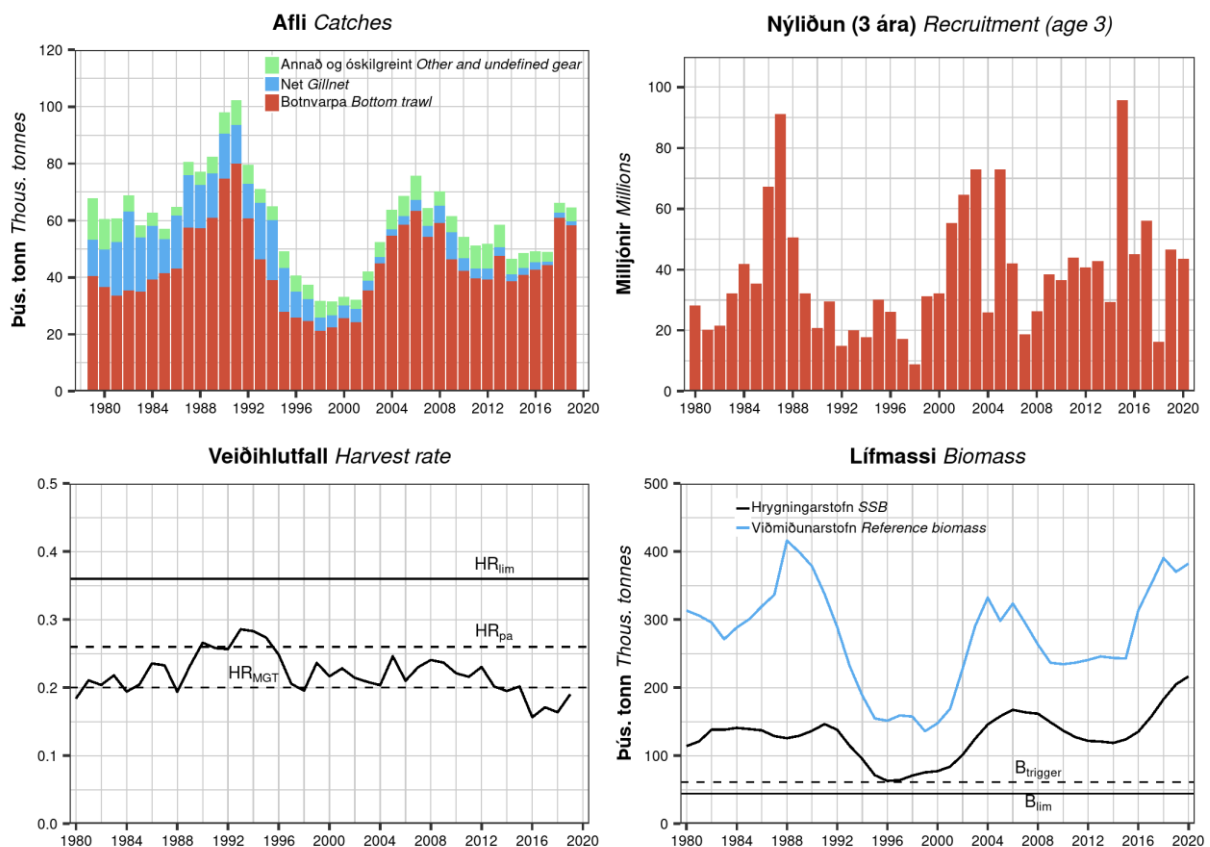 Afli Catches
Þús. tonn Thous. tonnes
120
100
80
60
40
20
0
Annað og óskilgreint Other and undefined gear
Net Gillnet
Botnvarpa Bottom trawl
1980 1984 1988 1992 1996 2000 2004 2008 2012 2016 2020
Nýliðun (3 ára) Recruitment (age 3)
Milljónir Millions
100
80
60
40
20
0
1980 1984 1988 1992 1996 2000 2004 2008 2012 2016 2020
Veiðihlutfall Harvest rate
0.5
0.4
0.3
0.2
0.1
0.0
HRlim
HRpa
HRMGT
1980 1984 1988 1992 1996 2000 2004 2008 2012 2016 2020
Lífmassi Biomass
Þús. tonn Thous. tonnes
500
400
300
200
100
0
Hrygningarstofn SSB
Viðmiðunarstofn Reference biomass
Btrigger
Blim
1980 1984 1988 1992 1996 2000 2004 2008 2012 2016 2020